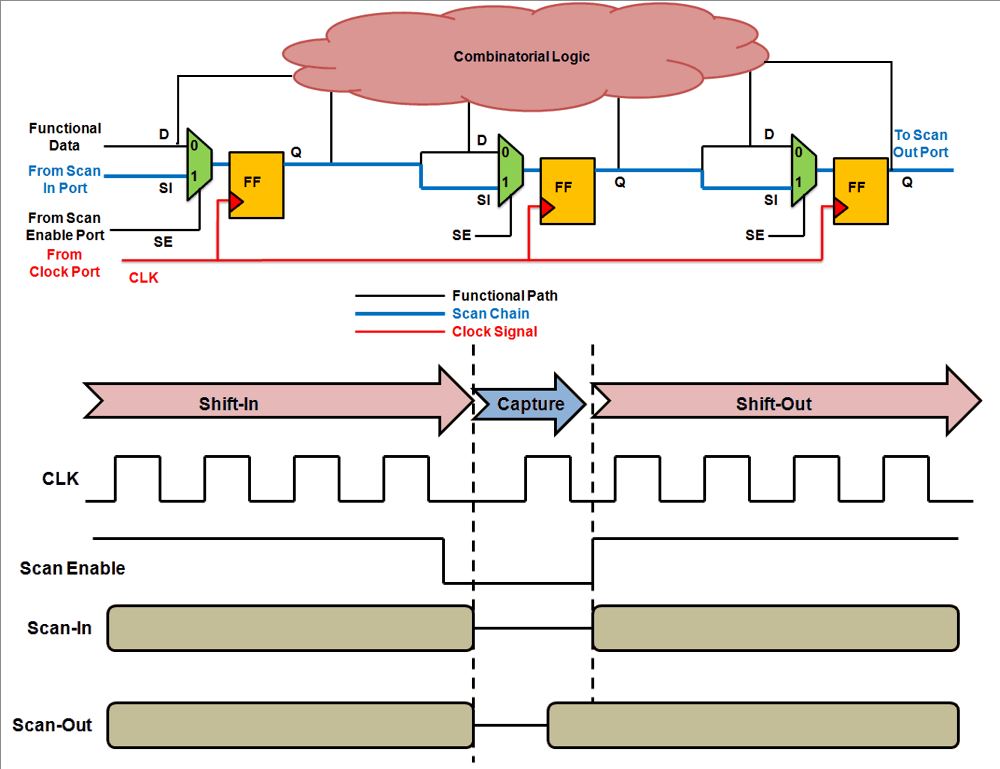 Combinatorial Logic
Functional
Data
D
0
From Scan
In Port
SI
1
From Scan
Enable Port
SE
From
Clock Port
CLK
FF
Q
D
0
1
SI
SE
FF
Q
D
0
1
SI
SE
FF
Q
To Scan
Out Port
Functional Path
Scan Chain
Clock Signal
Shift-In
Capture
Shift-Out
CLK
Scan Enable
Scan-In
Scan-Out